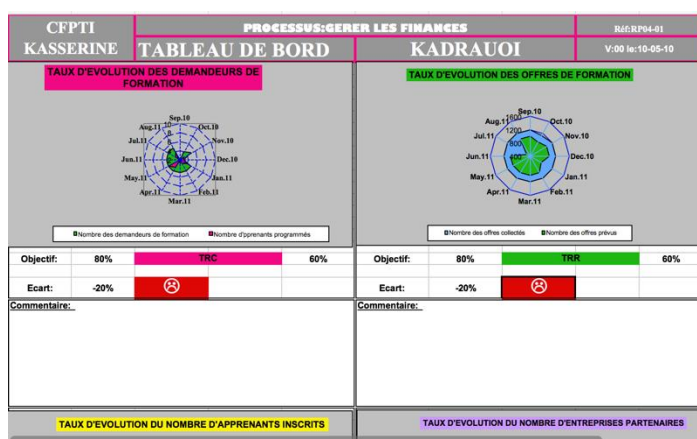 CFPTI
PROCESSUS:GERER LES FINANCES
Réf:RP04-01
KASSERINE
TABLEAU DE BORD
KADRAUOI
V:00 le:10-05-10
TAUX D'EVOLUTION DES DEMANDEURS DE
FORMATION
Sep.10
Oct.10
Nov.10
Dec.10
Jan.11
Feb.11
Mar.11
Apr.11
May.11
Jun.11
Jul.11
Aug.11
10
8
Nombre des demandeurs de formation
Nombre d'apprenants programmés
TAUX D'EVOLUTION DES OFFRES DE FORMATION
Sep.10
Oct.10
Nov.10
Dec.10
Jan.11
Feb.11
Mar.11
Apr.11
May.11
Jun.11
Jul.11
Aug.11
1600
1200
800
400
Nombre des offres collectés
Nombre des offres prévus
Objectif: 80% TRC 60%
Ecart: -20%
Objectif: 80% TRR 60%
Ecart: -20%
Commentaire:
Commentaire:
TAUX D'EVOLUTION DU NOMBRE D'APPRENANTS INSCRITS
TAUX D'EVOLUTION DU NOMBRE D'ENTREPRISES PARTENAIRES